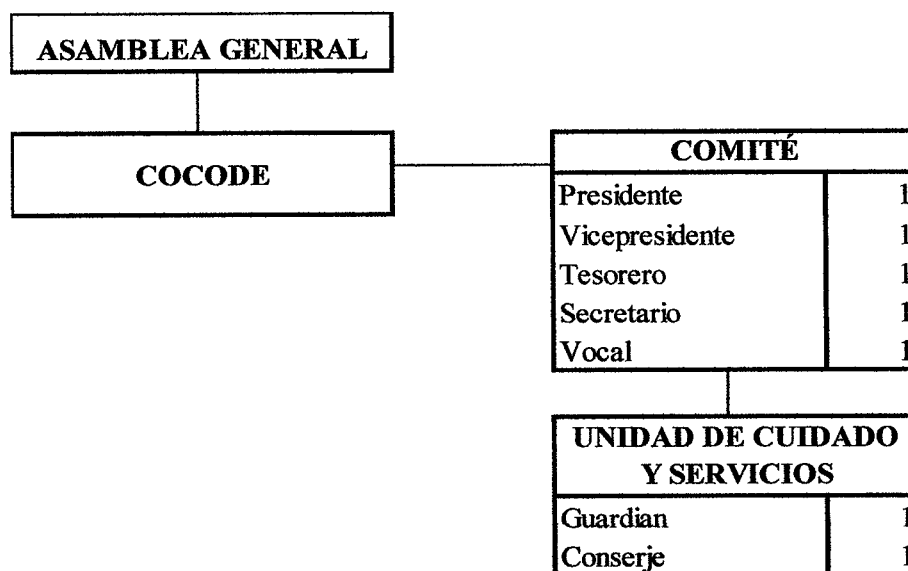 ASAMBLEA GENERAL
COCODE
COMITÉ
Presidente 1
Vicepresidente 1
Tesorero 1
Secretario 1
Vocal 1
UNIDAD DE CUIDADO
Y SERVICIOS
Guardian 1
Conserje 1